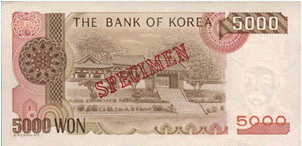 THE BANK OF KOREA
5000
SPECIMEN
5000 WON
5000